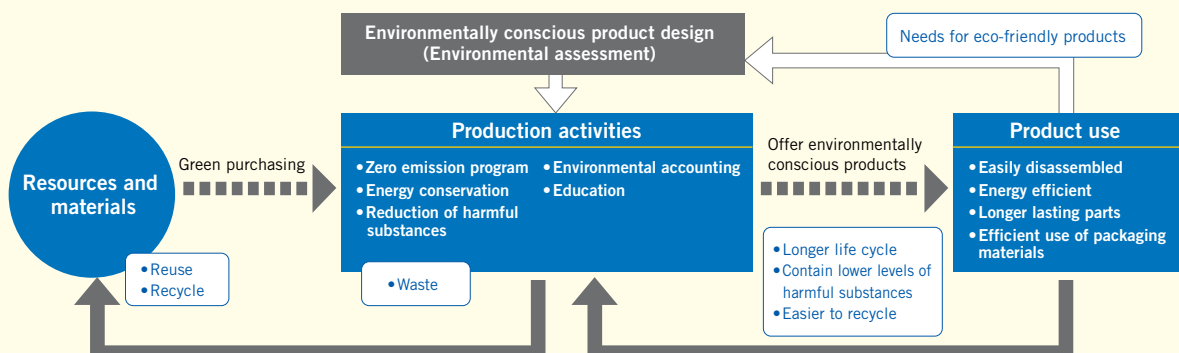 Environmentally conscious product design
(Environmental assessment)
Needs for eco-friendly products
Resources and
materials
• Reuse
• Recycle
Green purchasing
Production activities
• Zero emission program
• Energy conservation
• Reduction of harmful
substances
• Environmental accounting
• Education
• Waste
Offer environmentally
conscious products
• Longer life cycle
• Contain lower levels of
harmful substances
• Easier to recycle
Product use
• Easily disassembled
• Energy efficient
• Longer lasting parts
• Efficient use of packaging
materials